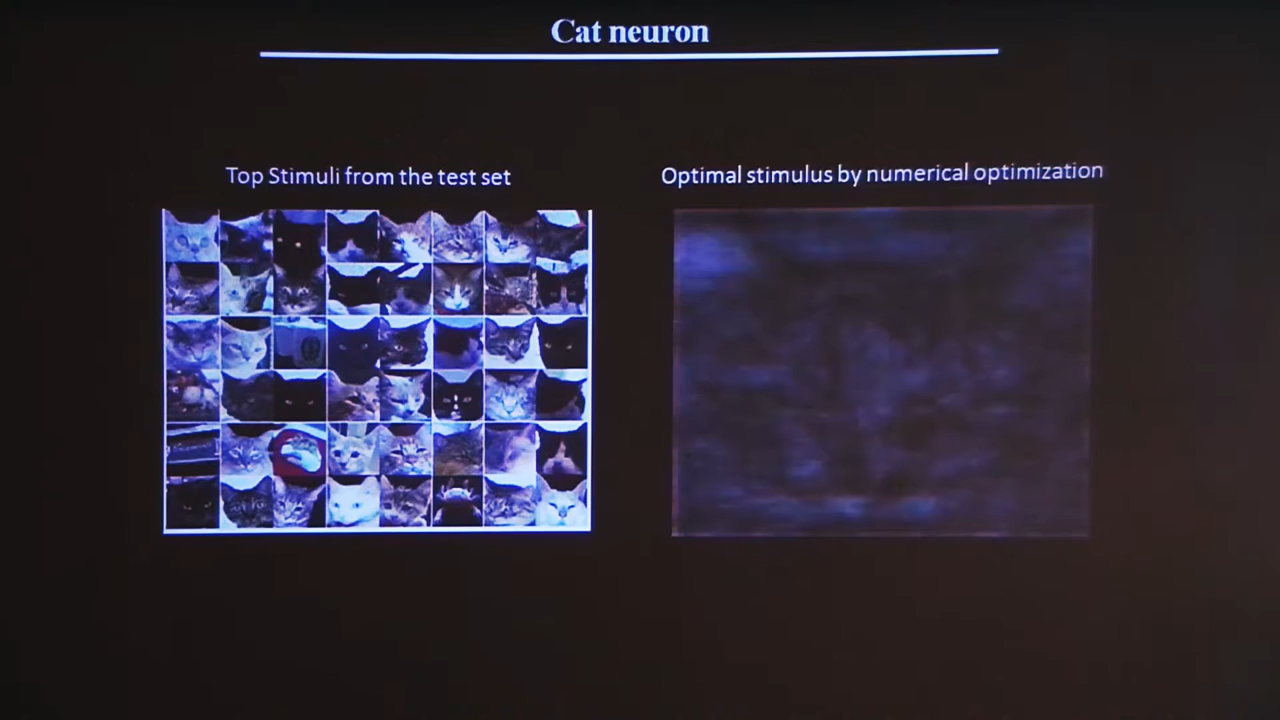 Cat neuron
Top Stimuli from the test set
Optimal stimulus by numerical optimization